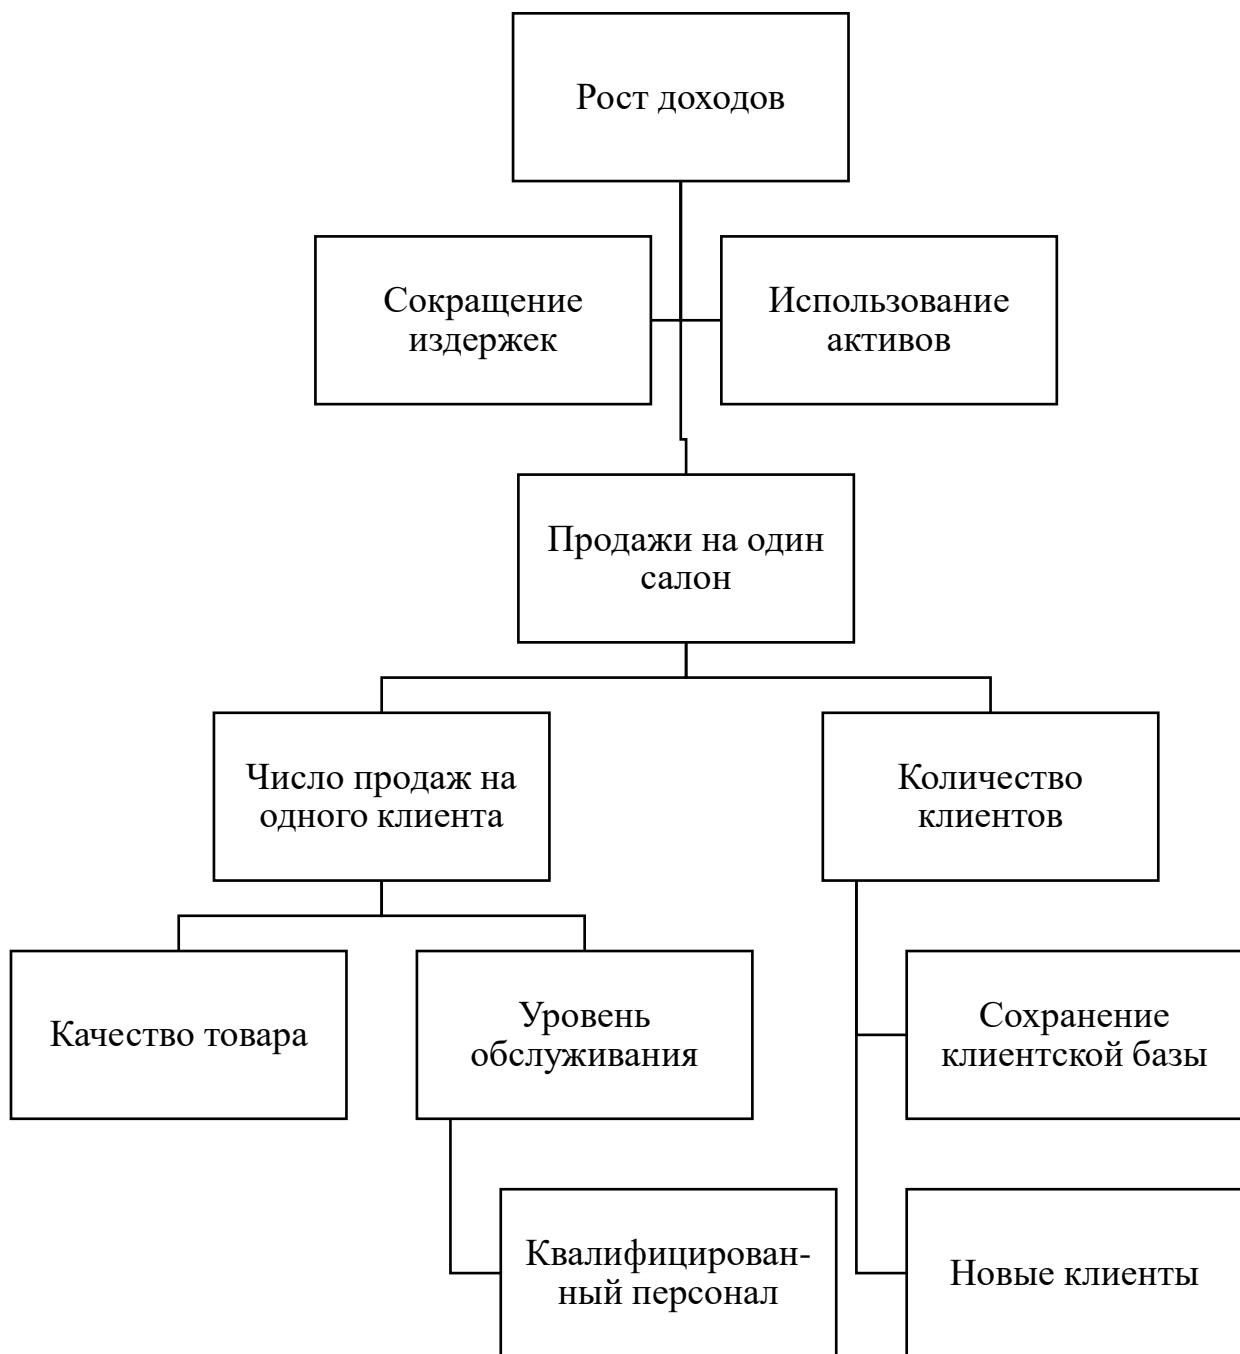 Рост доходов
Сокращение
издержек
Использование
активов
Продажи на один
салон
Число продаж на
одного клиента
Количество
клиентов
Качество товара
Уровень
обслуживания
Сохранение
клиентской базы
Квалифицирован-
ный персонал
Новые клиенты